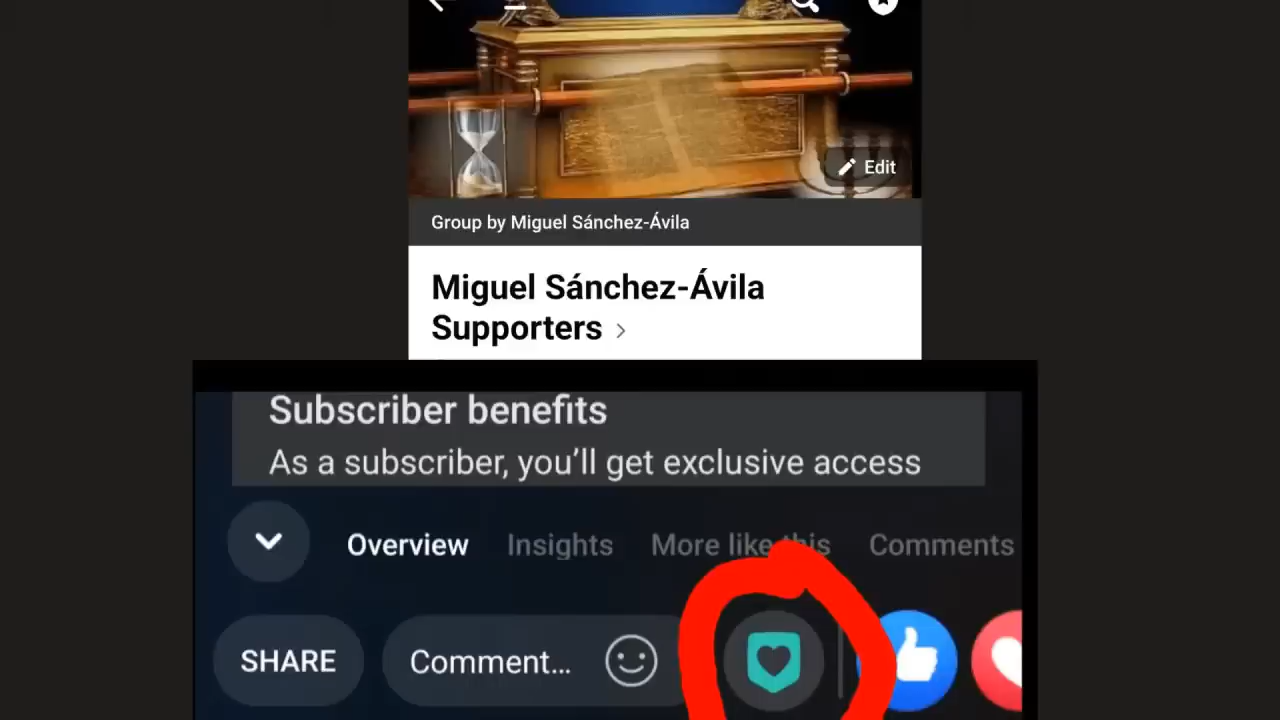 Edit
Group by Miguel Sánchez-Ávila
Miguel Sánchez-Ávila
Supporters
Subscriber benefits
As a subscriber, you’ll get exclusive access
Overview Insights More like this Comments
SHARE Comment...